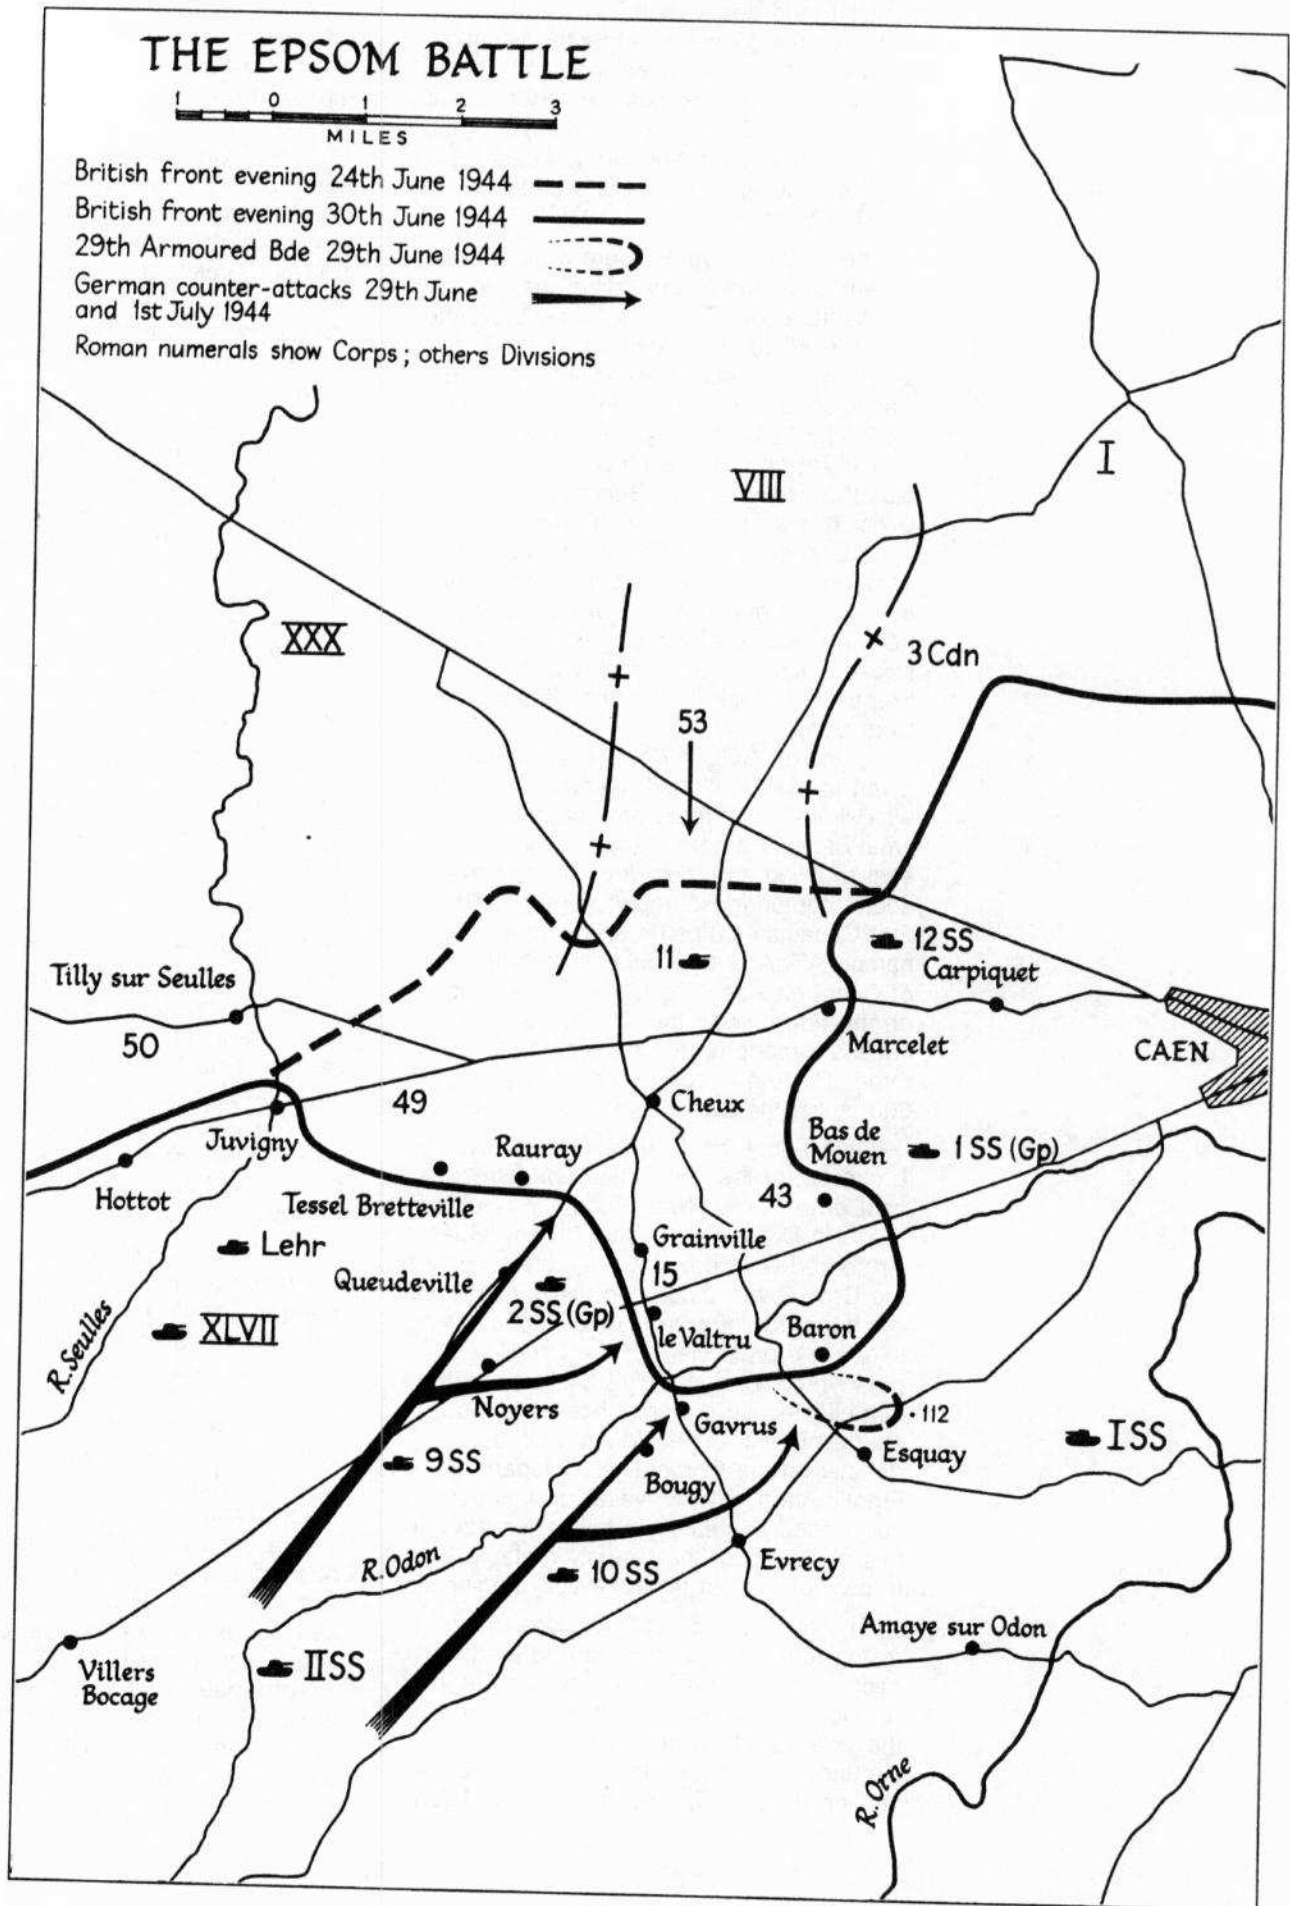 THE EPSOM BATTLE
1 0 1 2 3
MILES
British front evening 24th June 1944
British front evening 30th June 1944
29th Armoured Bde 29th June 1944
German counter-attacks 29th June
and 1st July 1944
Roman numerals show Corps; others Divisions
I
VIII
XXX
3 Cdn
53
12 SS
11
Carpiquet
Tilly sur Seulles
50
Marcelet
CAEN
49
Cheux
Juvigny
Rauray
Bas de
Mouen
1 SS (Gp)
Hottot
Tessel Bretteville
43
Lehr
Grainville
Queudeville
15
2 SS (Gp)
XLVII
R. Seulles
le Valtru
Baron
Noyers
Gavrus
·112
I SS
Esquay
9 SS
Bougy
R. Odon
10 SS
Evrecy
Amaye sur Odon
Villers
Bocage
II SS
R. Orne